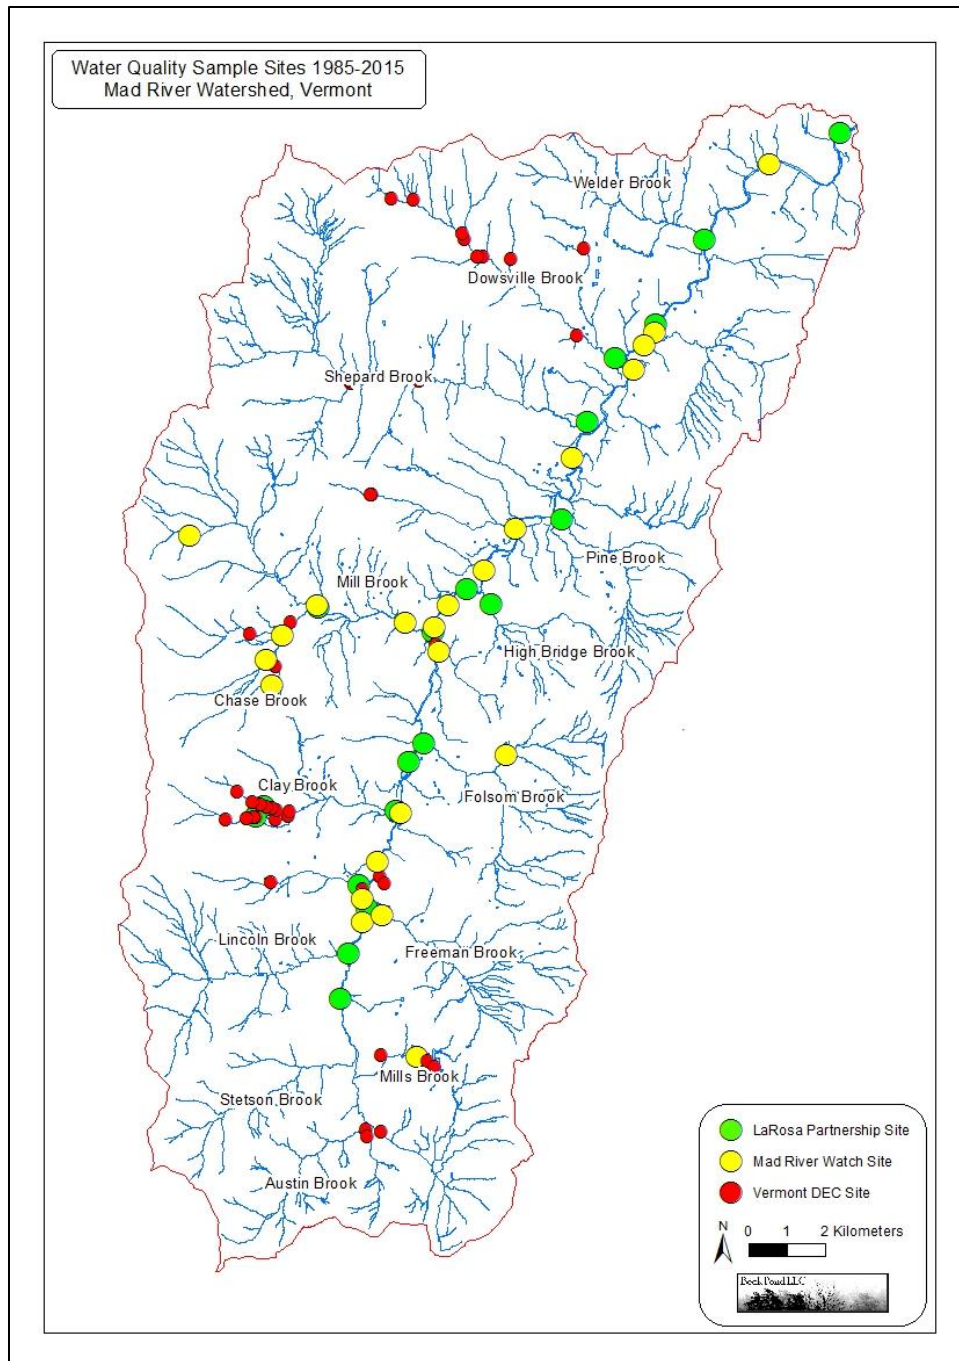 Water Quality Sample Sites 1985-2015
Mad River Watershed, Vermont
Welder Brook
Dowsville Brook
Shepard Brook
Pine Brook
Mill Brook
High Bridge Brook
Chase Brook
Clay Brook
Folsom Brook
Lincoln Brook
Freeman Brook
Mills Brook
Stetson Brook
Austin Brook
LaRosa Partnership Site
Mad River Watch Site
Vermont DEC Site
N
0 1 2 Kilometers
Beck Pond LLC